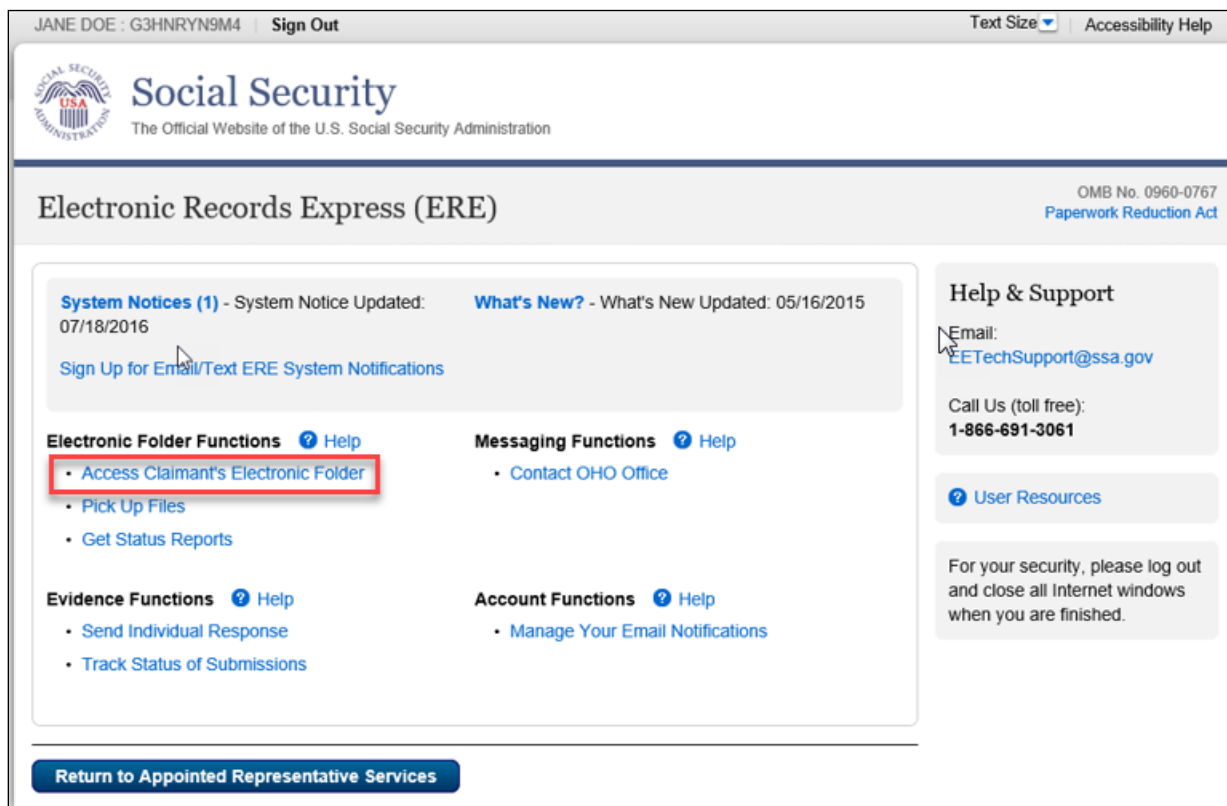 JANE DOE : G3HNRYN9M4 | Sign Out
Text Size | Accessibility Help
SOCIAL SECURITY ADMINISTRATION
USA
Social Security
The Official Website of the U.S. Social Security Administration
Electronic Records Express (ERE)
OMB No. 0960-0767
Paperwork Reduction Act
System Notices (1) - System Notice Updated:
07/18/2016
Sign Up for Email/Text ERE System Notifications
What's New? - What's New Updated: 05/16/2015
Electronic Folder Functions ? Help
• Access Claimant's Electronic Folder
• Pick Up Files
• Get Status Reports
Messaging Functions ? Help
• Contact OHO Office
Evidence Functions ? Help
• Send Individual Response
• Track Status of Submissions
Account Functions ? Help
• Manage Your Email Notifications
Help & Support
Email:
EETechSupport@ssa.gov
Call Us (toll free):
1-866-691-3061
? User Resources
For your security, please log out
and close all Internet windows
when you are finished.
Return to Appointed Representative Services